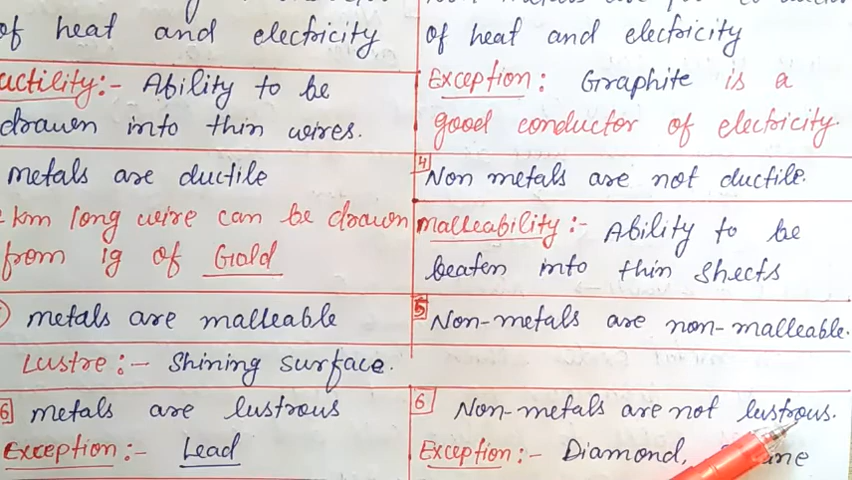 of heat and electricity
uctility:- Ability to be
drawn into thin wires.
metals are ductile
km long wire can be drawn
from 1g of Gold
metals are malleable
Lustre :- Shining surface.
6 metals are lustrous
Exception :- Lead
of heat and electricity
Exception : Graphite is a
good conductor of electricity.
4 Non metals are not ductile.
malleability :- Ability to be
beaten into thin sheets
5 Non-metals are non-malleable.
6 Non-metals are not lustrous.
Exception :- Diamond,